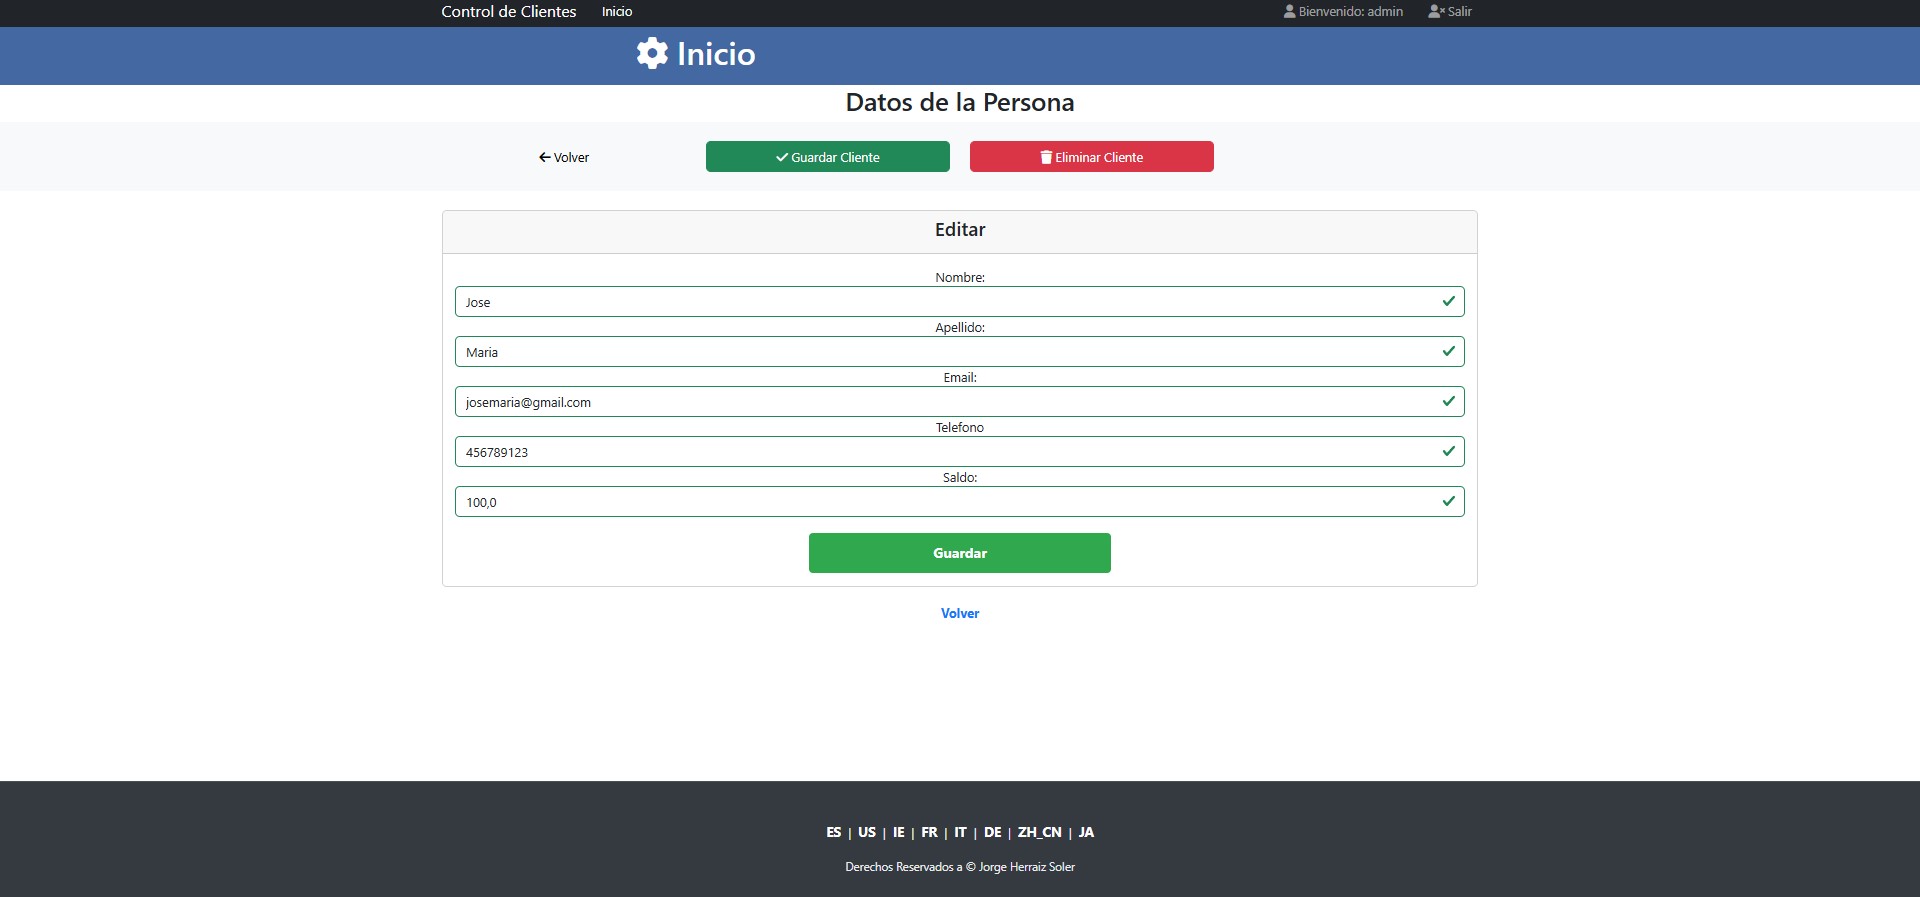 Control de Clientes Inicio Bienvenido: admin Salir
Inicio
Datos de la Persona
Volver Guardar Cliente Eliminar Cliente
Editar
Nombre:
Jose
Apellido:
Maria
Email:
josemaria@gmail.com
Telefono
456789123
Saldo:
100,0
Guardar
Volver
ES | US | IE | FR | IT | DE | ZH_CN | JA
Derechos Reservados a © Jorge Herraiz Soler